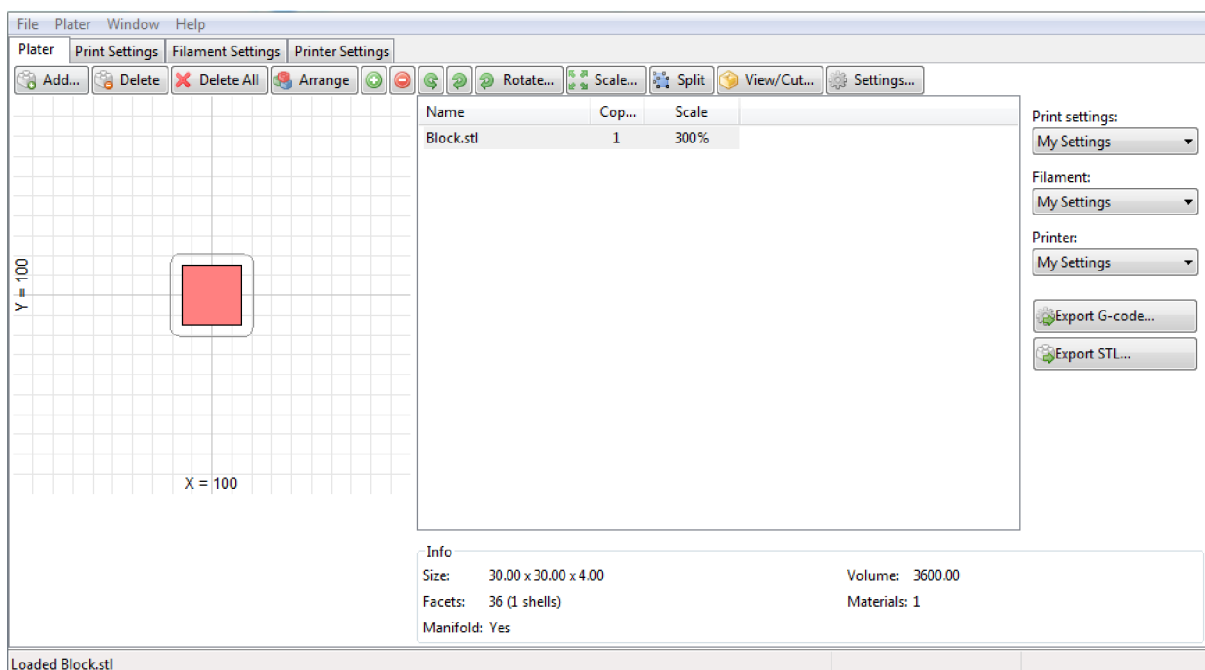 File Plater Window Help
Plater Print Settings Filament Settings Printer Settings
Add... Delete Delete All Arrange Rotate... Scale... Split View/Cut... Settings...
Name Cop... Scale
Block.stl 1 300%
Print settings:
My Settings
Filament:
My Settings
Printer:
My Settings
Export G-code...
Export STL...
Y = 100
X = 100
Info
Size: 30.00 x 30.00 x 4.00 Volume: 3600.00
Facets: 36 (1 shells) Materials: 1
Manifold: Yes
Loaded Block.stl